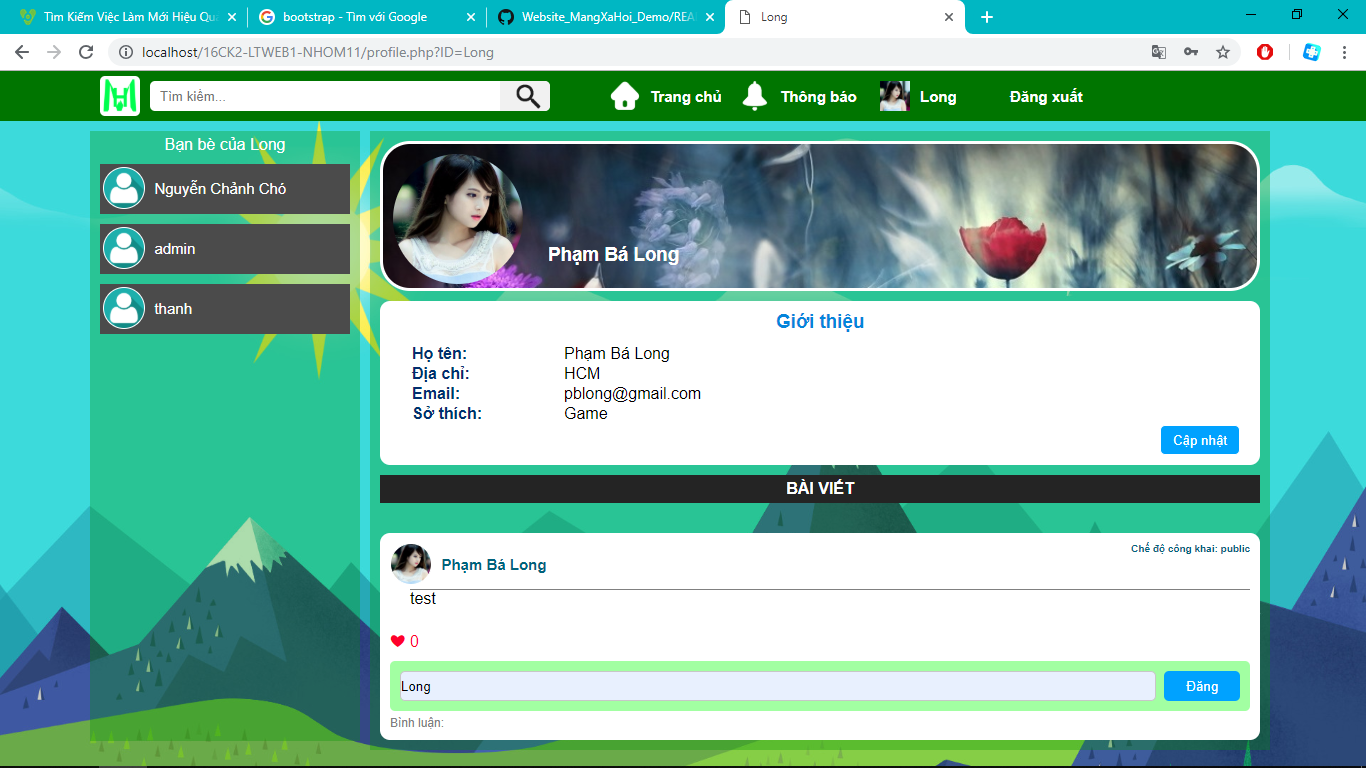 Tìm Kiếm Việc Làm Mới Hiệu Quả
bootstrap - Tìm với Google
Website_MangXaHoi_Demo/REA
Long
localhost/16CK2-LTWEB1-NHOM11/profile.php?ID=Long
Tìm kiếm...
Trang chủ
Thông báo
Long
Đăng xuất
Bạn bè của Long
Nguyễn Chảnh Chó
admin
thanh
Phạm Bá Long
Giới thiệu
Họ tên: Phạm Bá Long
Địa chỉ: HCM
Email: pblong@gmail.com
Sở thích: Game
Cập nhật
BÀI VIẾT
Chế độ công khai: public
Phạm Bá Long
test
0
Long
Đăng
Bình luận: